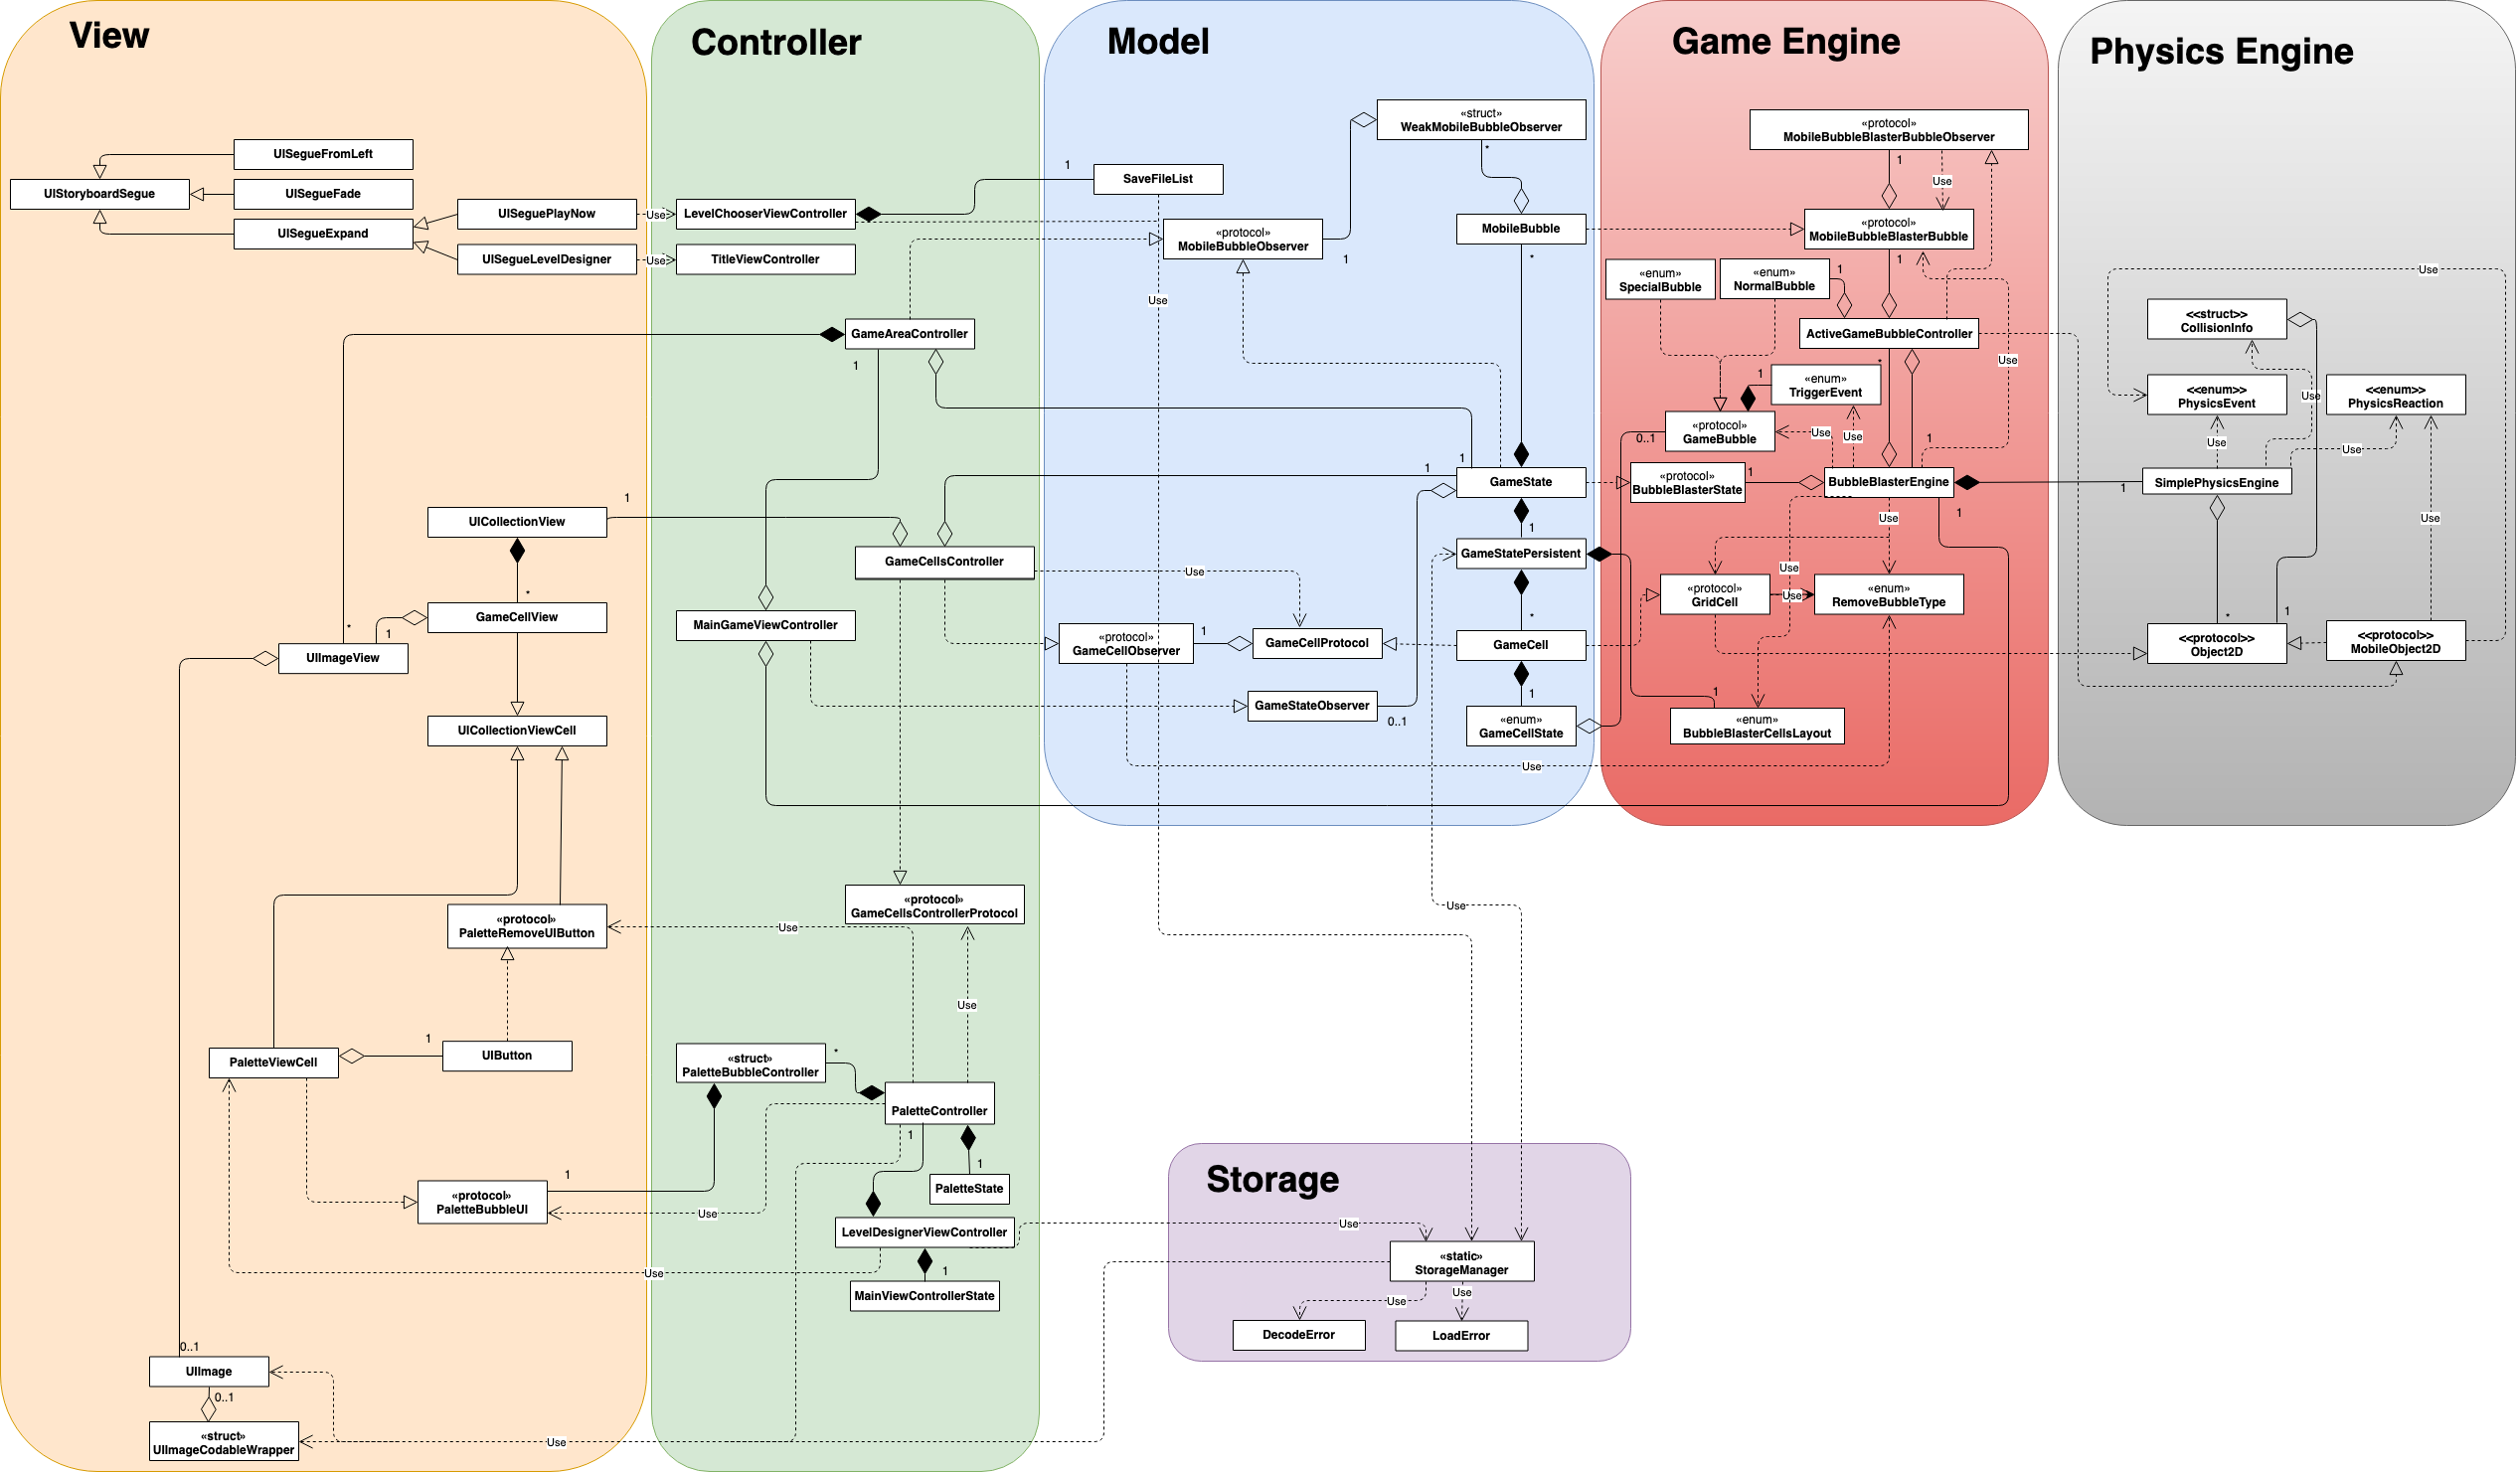 View
UISegueFromLeft
UIStoryboardSegue
UISegueFade
UISegueExpand
UISeguePlayNow
UISegueLevelDesigner
Use
Use
UICollectionView
1
*
GameCellView
*
1
UIImageView
UICollectionViewCell
«protocol»
PaletteRemoveUIButton
PaletteViewCell
1
UIButton
1
«protocol»
PaletteBubbleUI
Use
0..1
UIImage
0..1
«struct»
UIImageCodableWrapper
Use
Controller
LevelChooserViewController
TitleViewController
GameAreaController
1
GameCellsController
MainGameViewController
«protocol»
GameCellsControllerProtocol
Use
Use
«struct»
PaletteBubbleController
*
PaletteController
1
1
PaletteState
Use
LevelDesignerViewController
1
MainViewControllerState
Model
«struct»
WeakMobileBubbleObserver
*
1
SaveFileList
MobileBubble
«protocol»
MobileBubbleObserver
1
*
Use
1
1
GameState
1
GameStatePersistent
Use
*
«protocol»
GameCellObserver
1
GameCellProtocol
GameCell
1
GameStateObserver
0..1
«enum»
GameCellState
Use
Use
Game Engine
«protocol»
MobileBubbleBlasterBubbleObserver
1
Use
«protocol»
MobileBubbleBlasterBubble
1
«enum»
SpecialBubble
«enum»
NormalBubble
1
ActiveGameBubbleController
*
Use
1
«enum»
TriggerEvent
«protocol»
GameBubble
0..1
Use
Use
1
«protocol»
BubbleBlasterState
1
BubbleBlasterEngine
1
Use
Use
«protocol»
GridCell
Use
«enum»
RemoveBubbleType
1
«enum»
BubbleBlasterCellsLayout
Physics Engine
Use
<<struct>>
CollisionInfo
<<enum>>
PhysicsEvent
Use
<<enum>>
PhysicsReaction
Use
Use
1
SimplePhysicsEngine
Use
*
1
<<protocol>>
Object2D
<<protocol>>
MobileObject2D
Storage
Use
«static»
StorageManager
Use
Use
DecodeError
LoadError